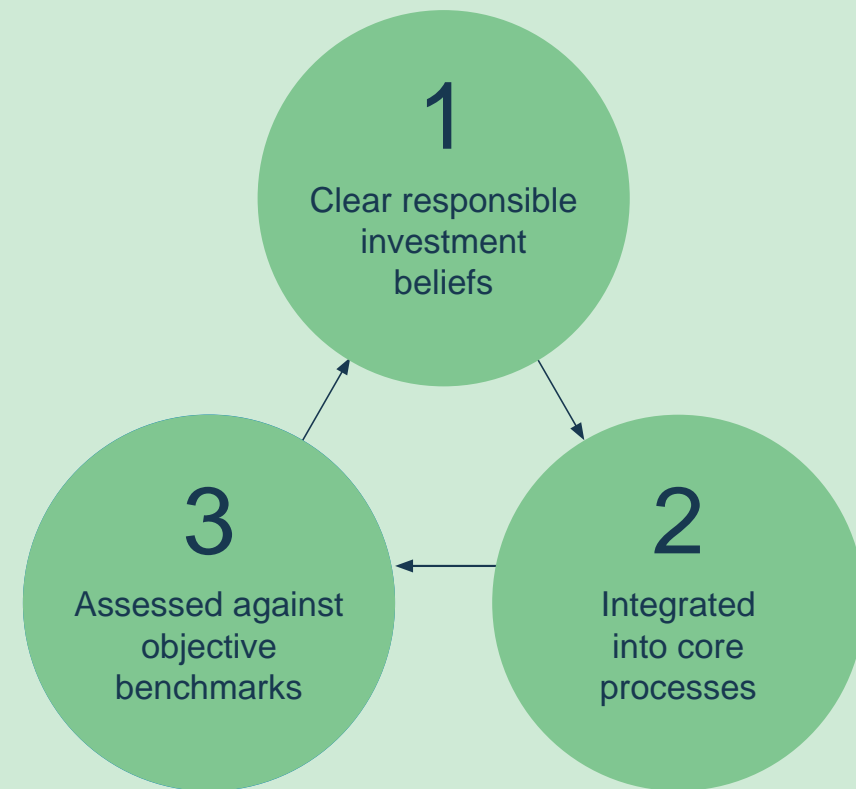 1
Clear responsible
investment
beliefs
2
Integrated
into core
processes
3
Assessed against
objective
benchmarks